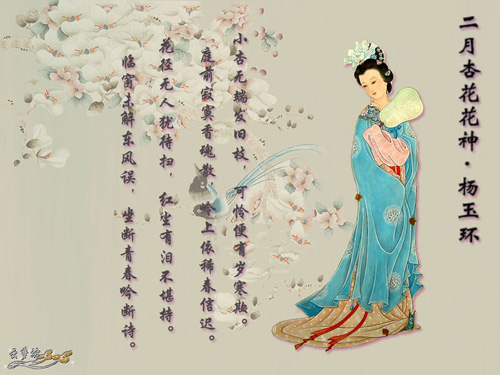 二月杏花花神·杨玉环
小杏无端发旧枝 可怜便有岁寒姿。
庭前寂寞香魂散,岭上依稀春信迟。
花径无人犹待扫,红尘有泪不堪持。
临窗未解东风误,坐断青春吟断诗。